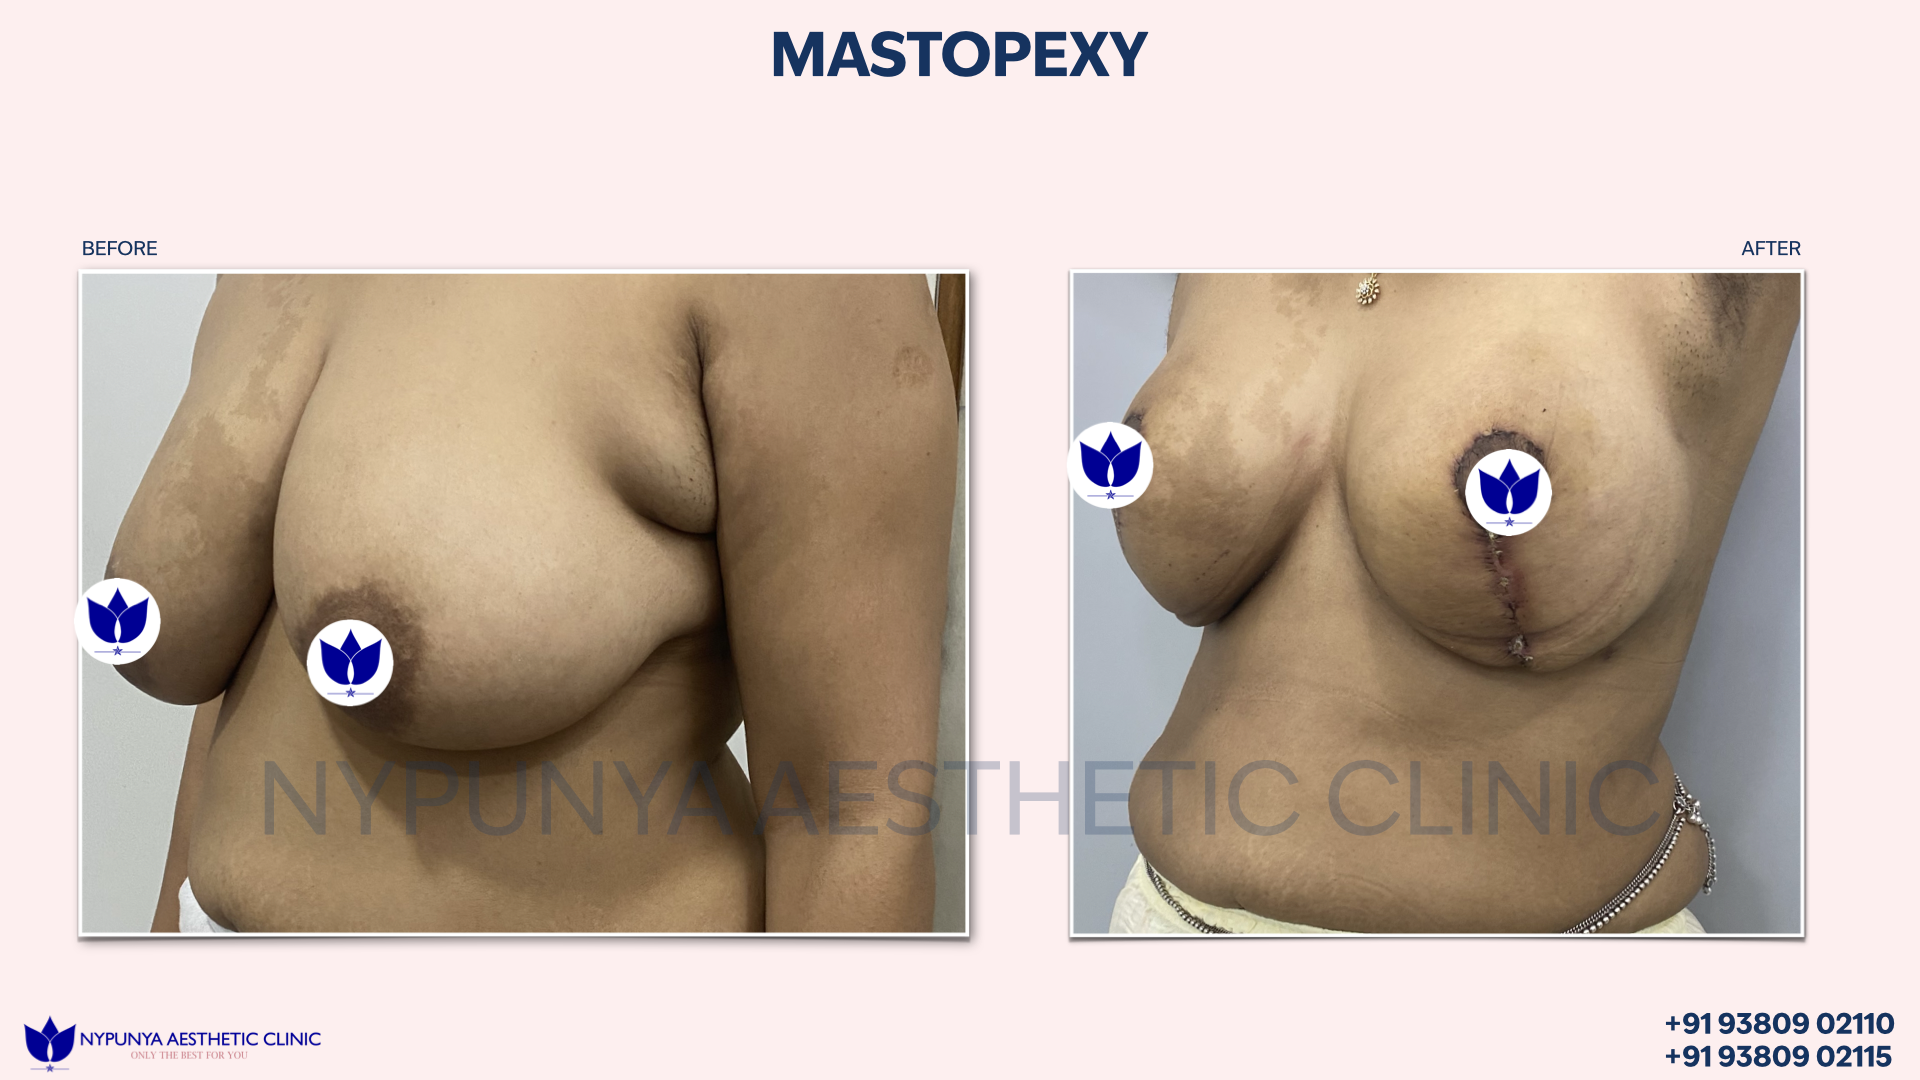 MASTOPEXY
BEFORE
AFTER
NYPUNYA AESTHETIC CLINIC
NYPUNYA AESTHETIC CLINIC
ONLY THE BEST FOR YOU
+91 93809 02110
+91 93809 02115